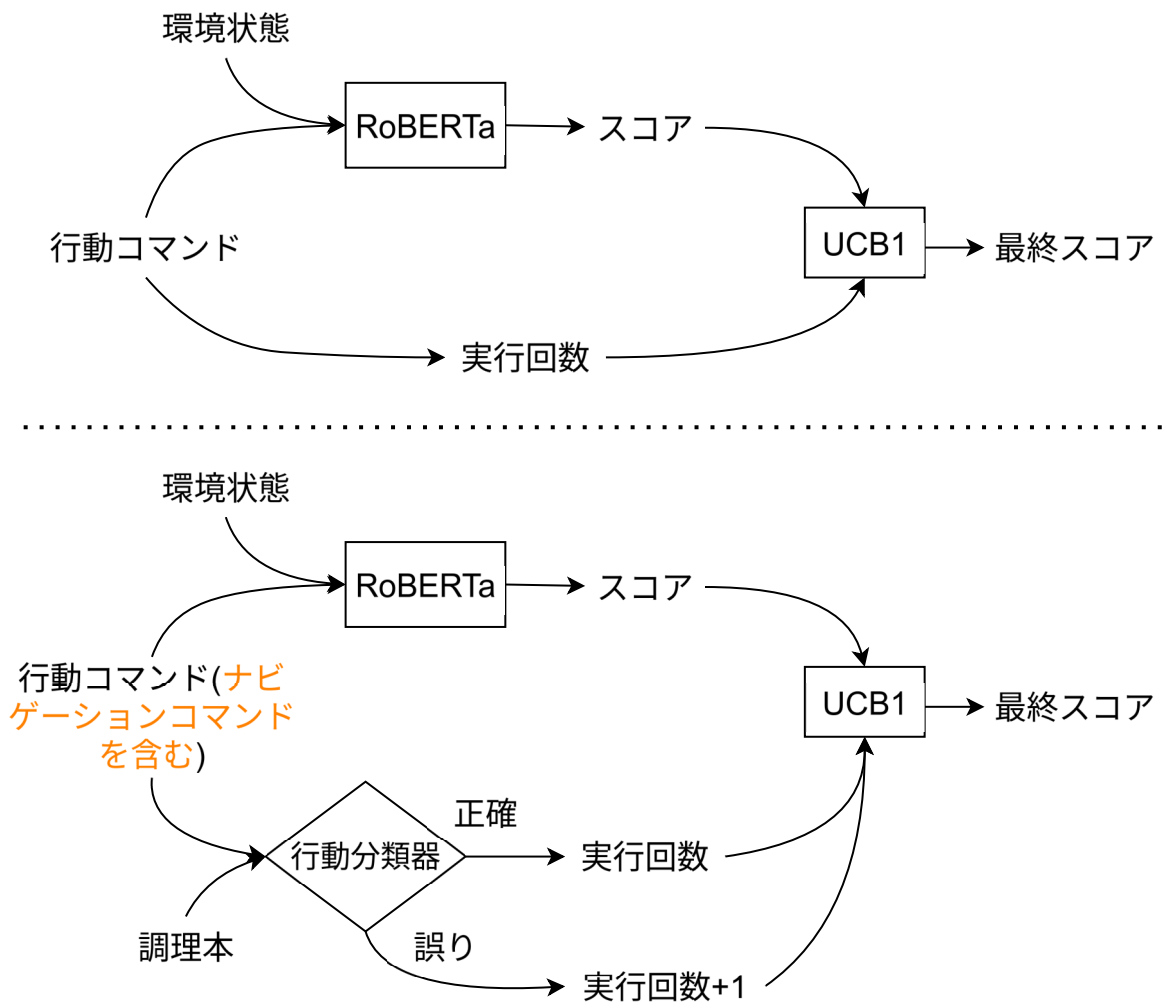 環境状態
RoBERTa
スコア
行動コマンド
UCB1
最終スコア
実行回数
環境状態
RoBERTa
スコア
行動コマンド(ナビ
ゲーションコマンド
を含む)
UCB1
最終スコア
正確
行動分類器
実行回数
調理本
誤り
実行回数+1